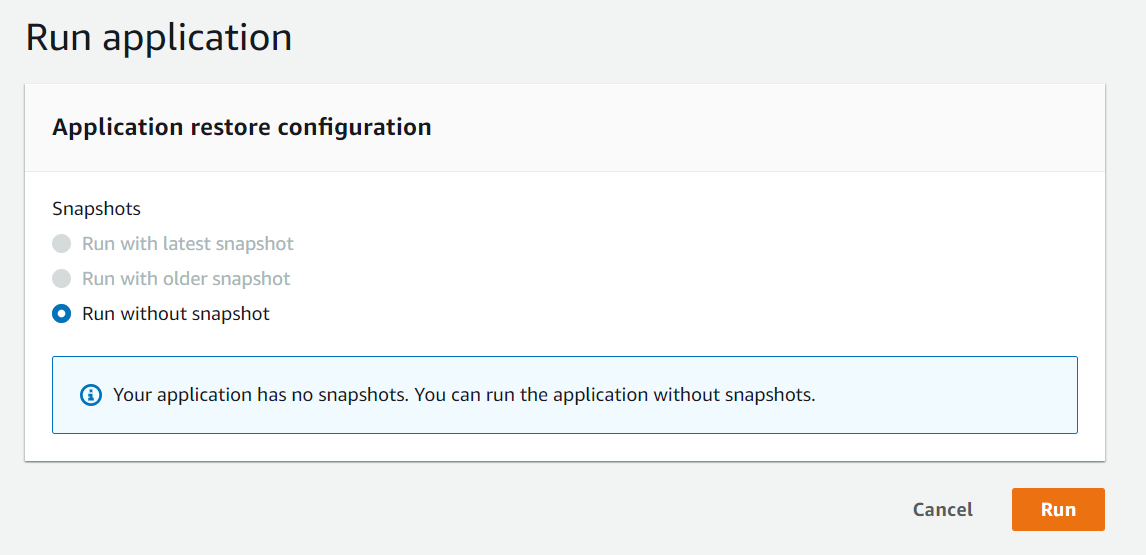 Run application
Application restore configuration
Snapshots
Run with latest snapshot
Run with older snapshot
Run without snapshot
Your application has no snapshots. You can run the application without snapshots.
Cancel
Run